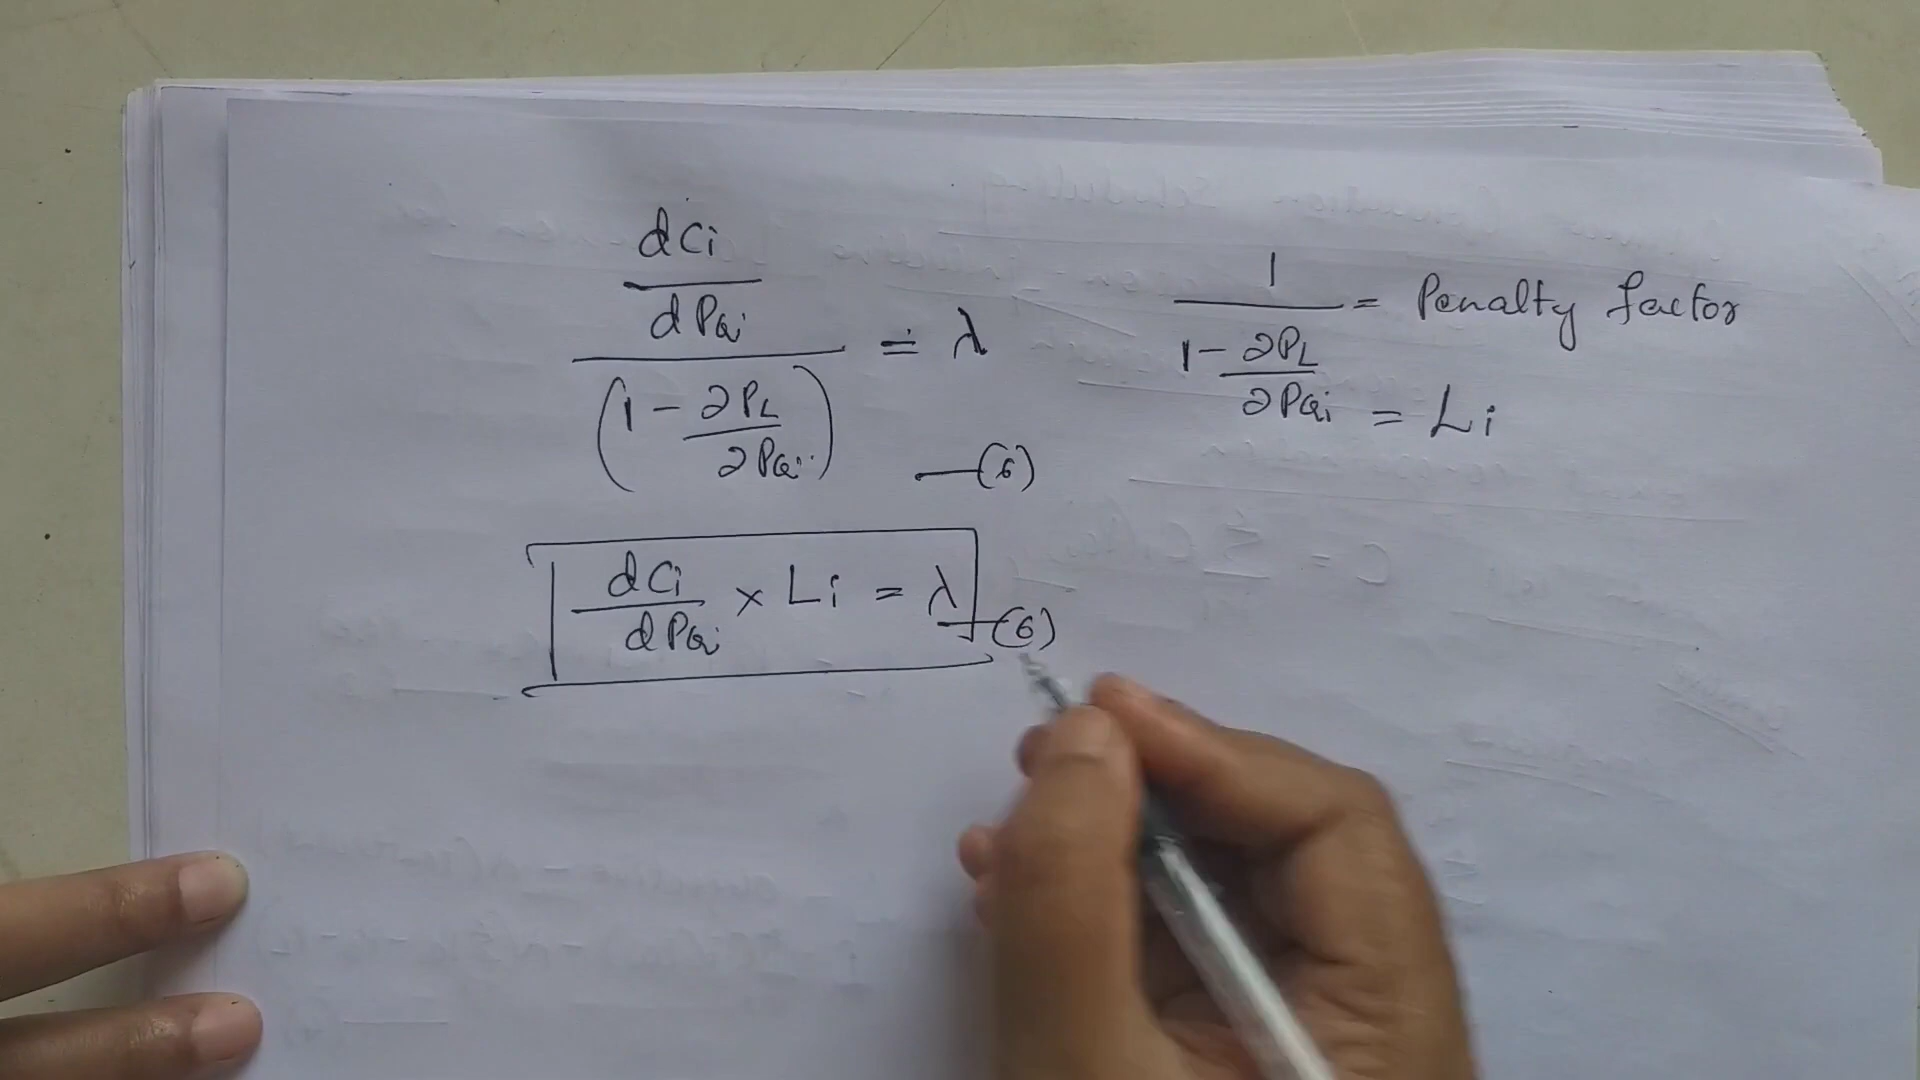 dCi/dPGi / (1 - ∂PL/∂PGi) = λ —(6)
1 / (1 - ∂PL/∂PGi) = Penalty factor
= Li
dCi/dPGi × Li = λ —(6)